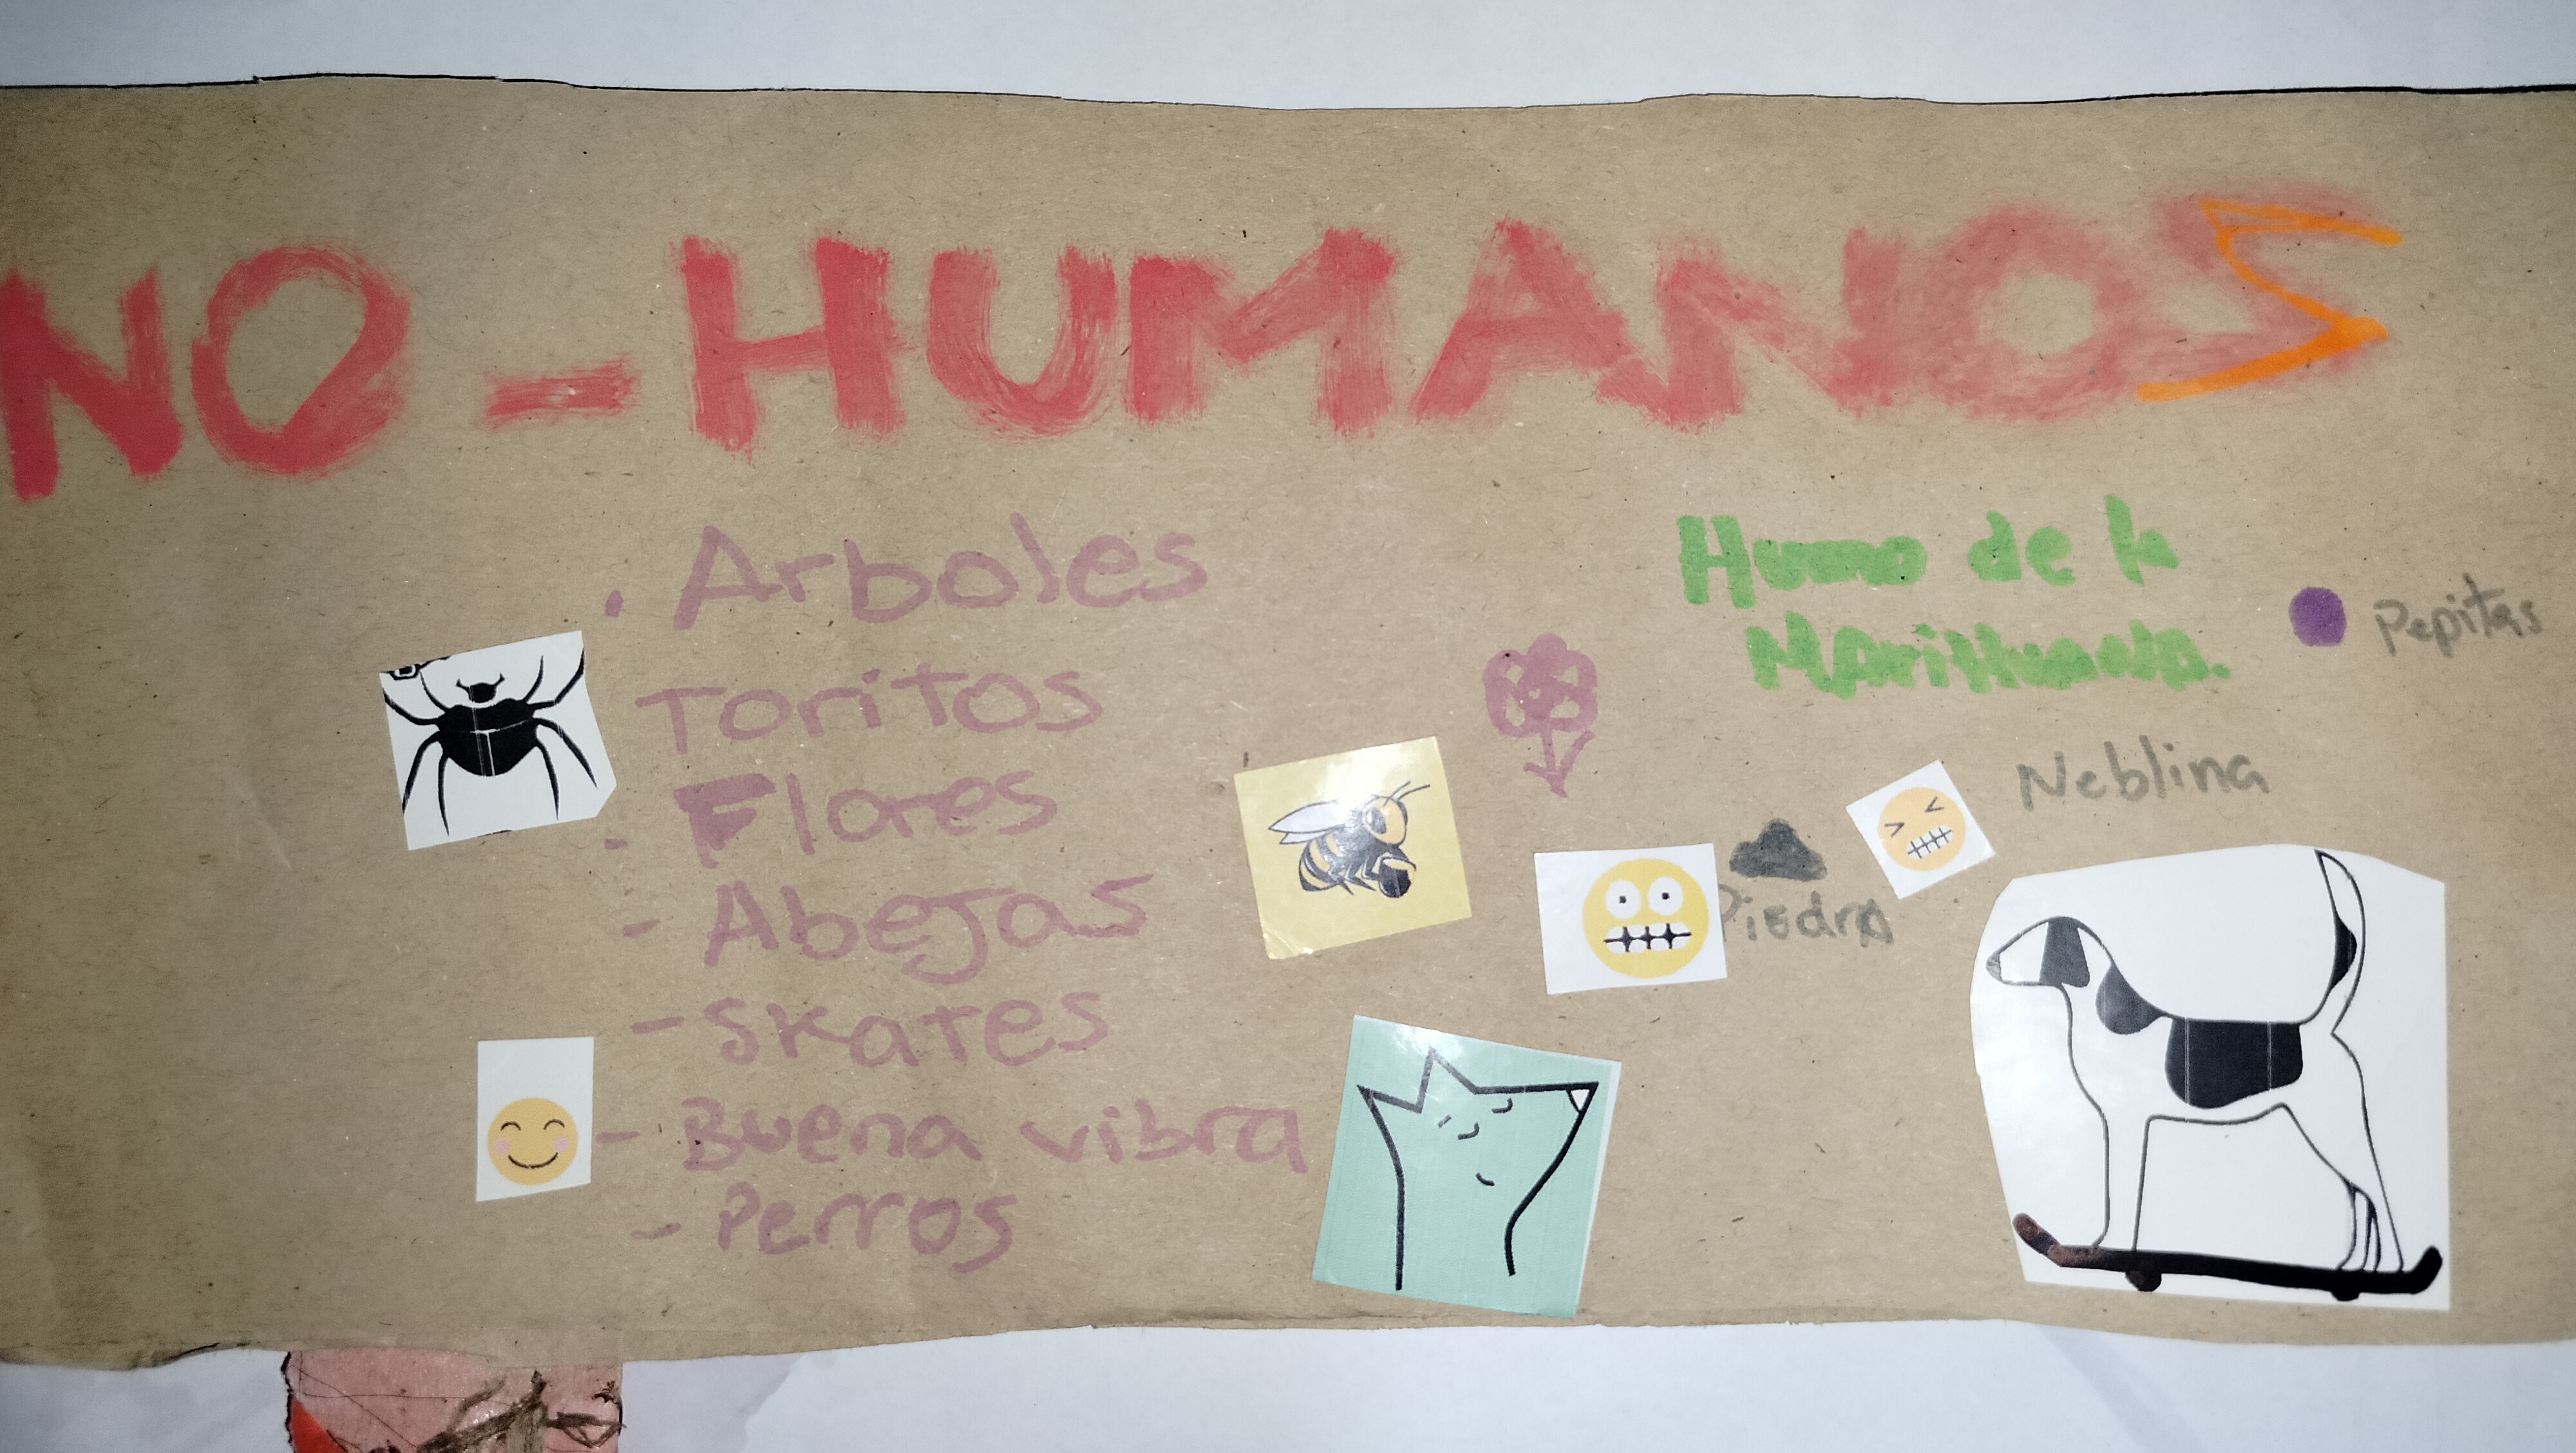 NO-HUMANOS
. Arboles
Toritos
- Flores
- Abejas
- Skates
- Buena vibra
- Perros
Humo de la
MariHuana.
Pepitas
Neblina
Piedra